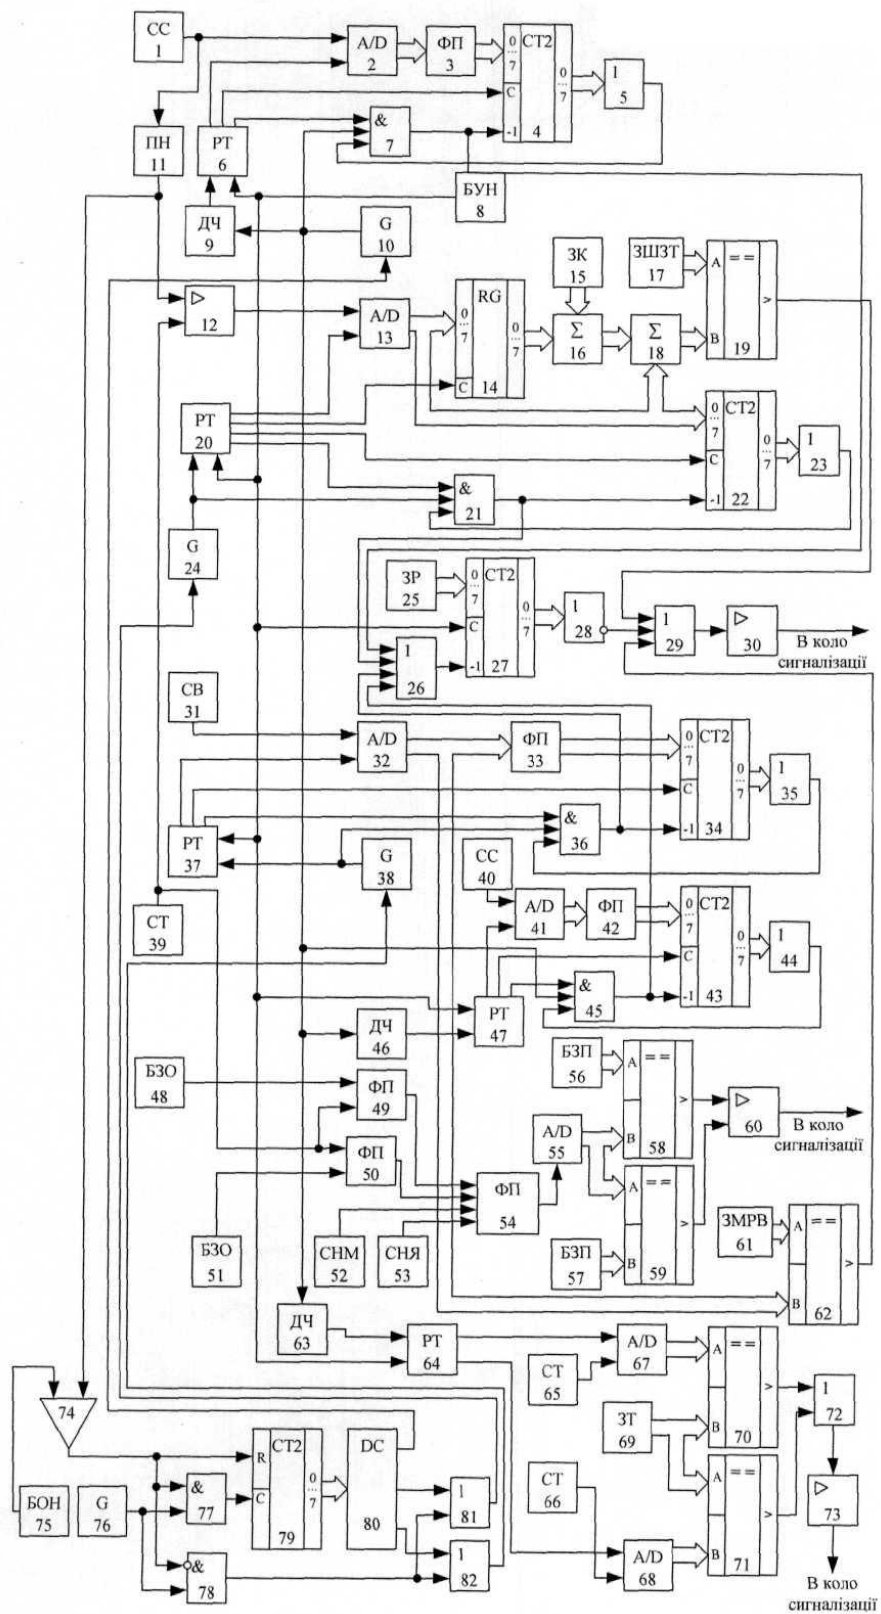 СС
1
A/D
2
ФП
3
0
...
7
C
-1
CT2
4
0
...
7
1
5
ПН
11
РТ
6
&
7
БУН
8
ДЧ
9
G
10
ЗК
15
ЗШЗТ
17
A
B
==
19
>
▷
12
A/D
13
0
...
7
C
RG
14
0
...
7
Σ
16
Σ
18
РТ
20
0
...
7
C
-1
CT2
22
0
...
7
1
23
&
21
G
24
ЗР
25
0
...
7
C
-1
CT2
27
0
...
7
1
28
1
26
1
29
▷
30
В коло
сигналізації
СВ
31
A/D
32
ФП
33
0
...
7
C
-1
CT2
34
0
...
7
1
35
РТ
37
&
36
G
38
СС
40
СТ
39
A/D
41
ФП
42
0
...
7
C
-1
CT2
43
0
...
7
1
44
РТ
47
&
45
ДЧ
46
БЗО
48
ФП
49
ФП
50
БЗП
56
A
B
==
58
>
▷
60
В коло
сигналізації
A/D
55
ФП
54
A
B
==
59
>
БЗО
51
СНМ
52
СНЯ
53
БЗП
57
ЗМРВ
61
A
B
==
62
>
ДЧ
63
РТ
64
A/D
67
СТ
65
A
B
==
70
>
1
72
ЗТ
69
74
БОН
75
G
76
&
77
&
78
R
C
CT2
79
0
...
7
DC
80
1
81
1
82
СТ
66
A/D
68
A
B
==
71
>
▷
73
В коло
сигналізації